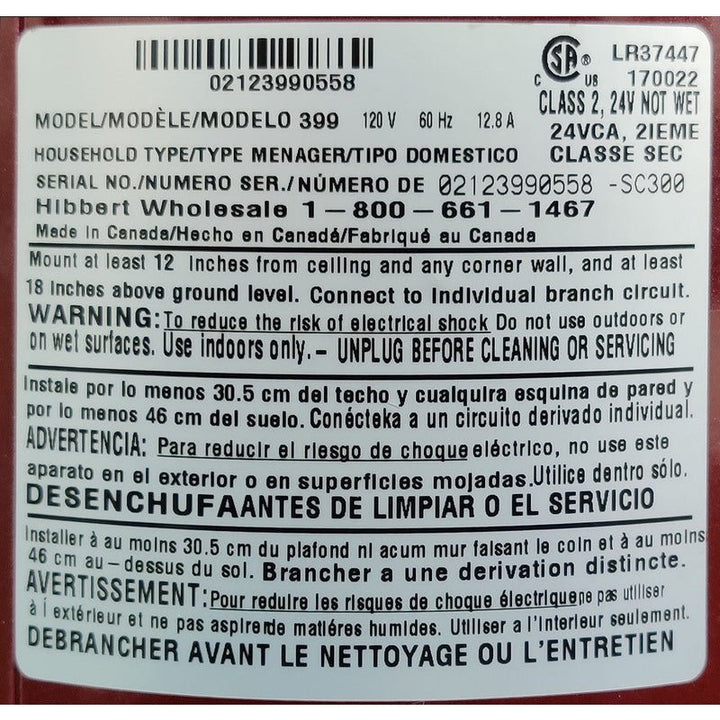 02123990558
CSA ® C US
LR37447
170022
CLASS 2, 24V NOT WET
24VCA, 2IEME
CLASSE SEC
MODEL/MODÈLE/MODELO 399 120 V 60 Hz 12.8 A
HOUSEHOLD TYPE/TYPE MENAGER/TIPO DOMESTICO
SERIAL NO./NUMERO SER./NÚMERO DE 02123990558 -SC300
Hibbert Wholesale 1-800-661-1467
Made in Canada/Hecho en Canadá/Fabriqué au Canada
Mount at least 12 inches from ceiling and any corner wall, and at least
18 inches above ground level. Connect to individual branch circuit.
WARNING: To reduce the risk of electrical shock Do not use outdoors or
on wet surfaces. Use indoors only. – UNPLUG BEFORE CLEANING OR SERVICING
Instale por lo menos 30.5 cm del techo y cualquira esquina de pared y
por lo menos 46 cm del suelo. Conécteka a un circuito derivado individual.
ADVERTENCIA: Para reducir el riesgo de choque eléctrico, no use este
aparato en el exterior o en superficies mojadas. Utilice dentro sólo.
DESENCHUFAANTES DE LIMPIAR O EL SERVICIO
Installer à au moins 30.5 cm du plafond ni acum mur faisant le coin et à au moins
46 cm au-dessus du sol. Brancher a une derivation distincte.
AVERTISSEMENT: Pour reduire les risques de choque électriquene pas utiliser
à l extérieur et ne pas aspirerde matiéres humides. Utiliser a l'interieur seulement.
DEBRANCHER AVANT LE NETTOYAGE OU L'ENTRETIEN